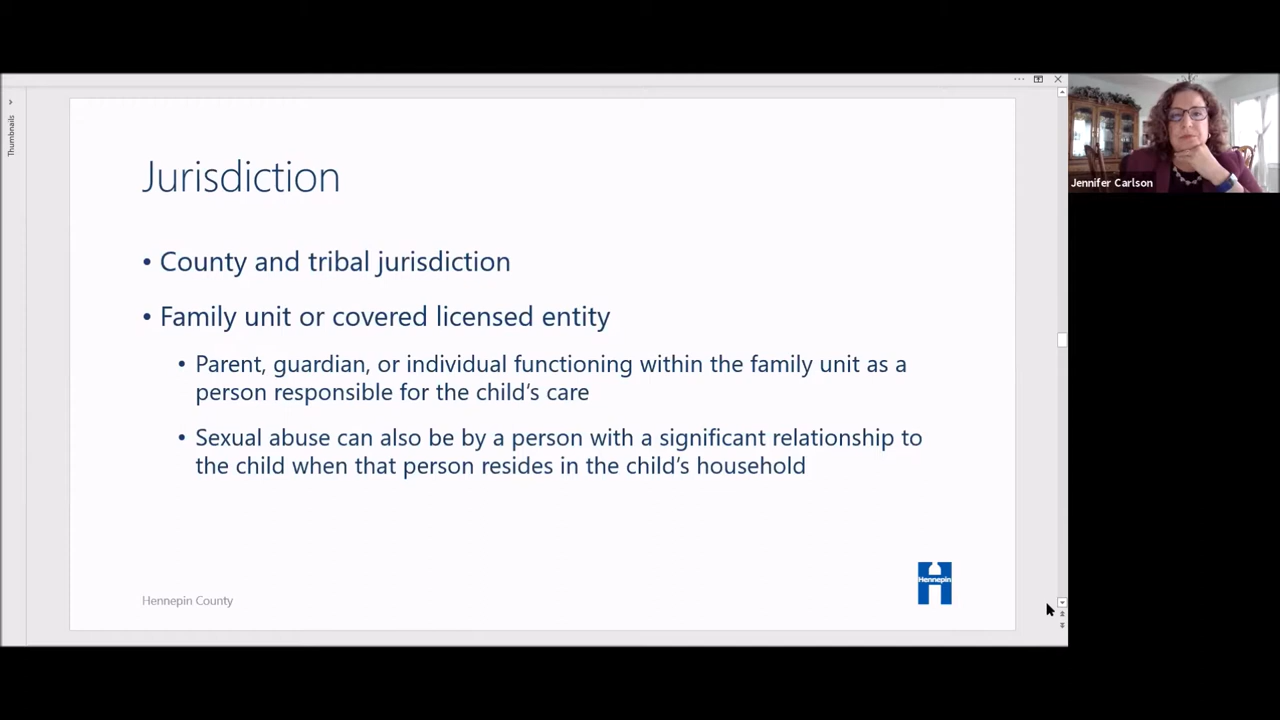 Thumbnails
Jurisdiction
• County and tribal jurisdiction
• Family unit or covered licensed entity
• Parent, guardian, or individual functioning within the family unit as a
person responsible for the child's care
• Sexual abuse can also be by a person with a significant relationship to
the child when that person resides in the child's household
Hennepin County
Hennepin
Jennifer Carlson